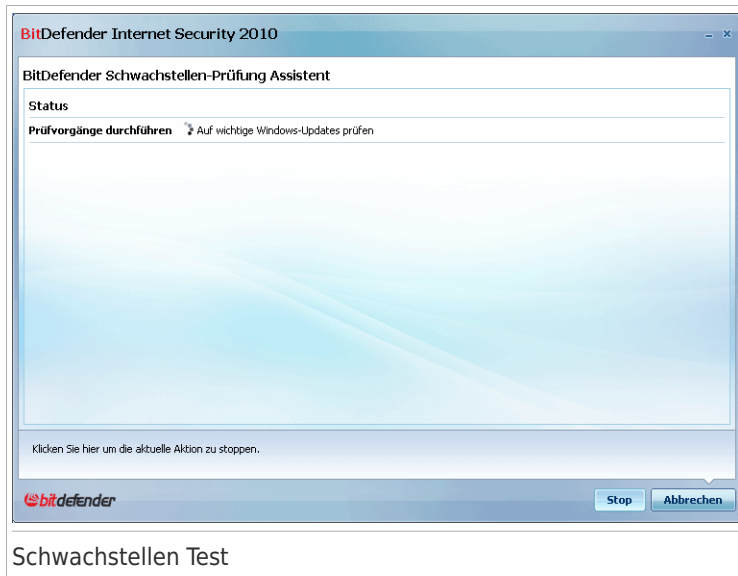 BitDefender Internet Security 2010
BitDefender Schwachstellen-Prüfung Assistent
Status
Prüfvorgänge durchführen Auf wichtige Windows-Updates prüfen
Klicken Sie hier um die aktuelle Aktion zu stoppen.
bitdefender
Stop Abbrechen
Schwachstellen Test